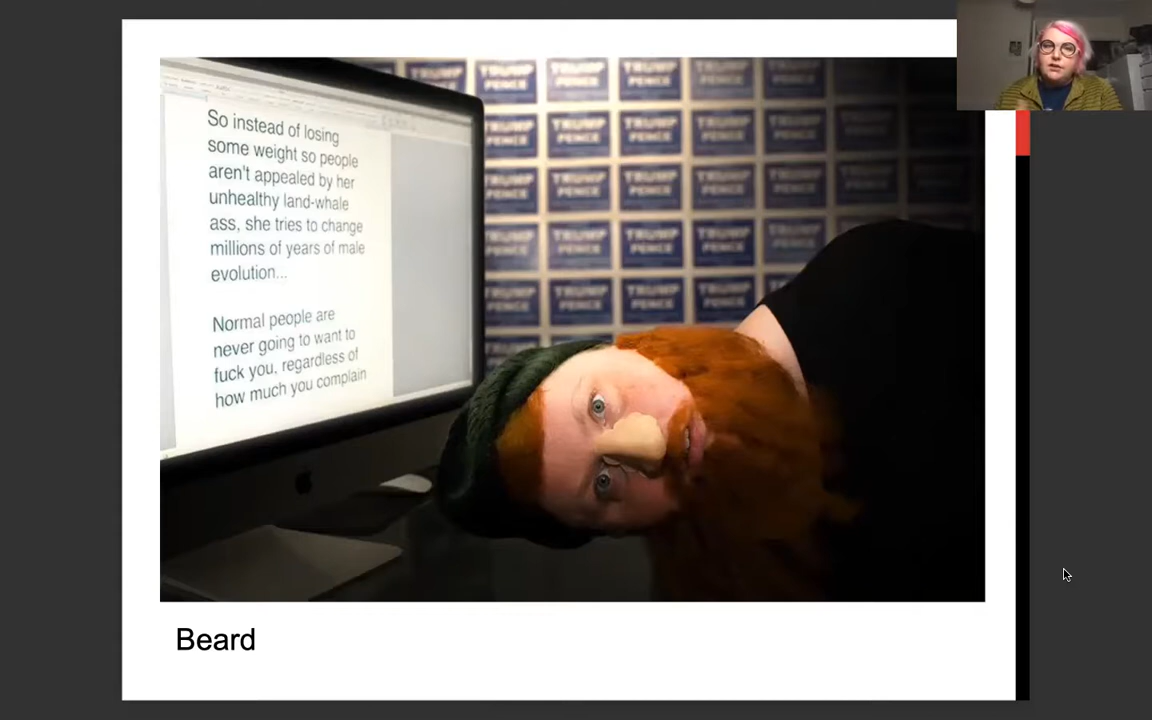 So instead of losing
some weight so people
aren't appealed by her
unhealthy land-whale
ass, she tries to change
millions of years of male
evolution...
Normal people are
never going to want to
fuck you, regardless of
how much you complain
TRUMP PENCE
Beard